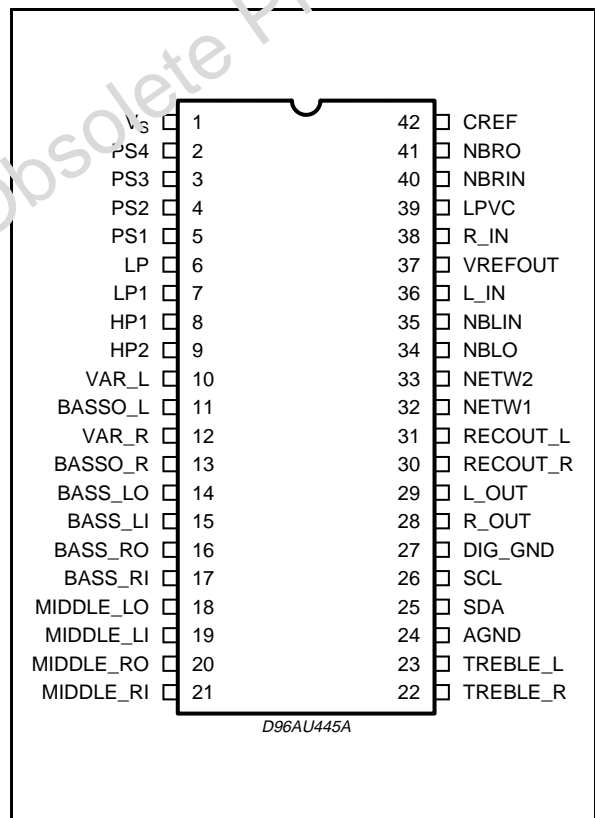 Obsolete Pr
VS 1 42 CREF
PS4 2 41 NBRO
PS3 3 40 NBRIN
PS2 4 39 LPVC
PS1 5 38 R_IN
LP 6 37 VREFOUT
LP1 7 36 L_IN
HP1 8 35 NBLIN
HP2 9 34 NBLO
VAR_L 10 33 NETW2
BASSO_L 11 32 NETW1
VAR_R 12 31 RECOUT_L
BASSO_R 13 30 RECOUT_R
BASS_LO 14 29 L_OUT
BASS_LI 15 28 R_OUT
BASS_RO 16 27 DIG_GND
BASS_RI 17 26 SCL
MIDDLE_LO 18 25 SDA
MIDDLE_LI 19 24 AGND
MIDDLE_RO 20 23 TREBLE_L
MIDDLE_RI 21 22 TREBLE_R
D96AU445A